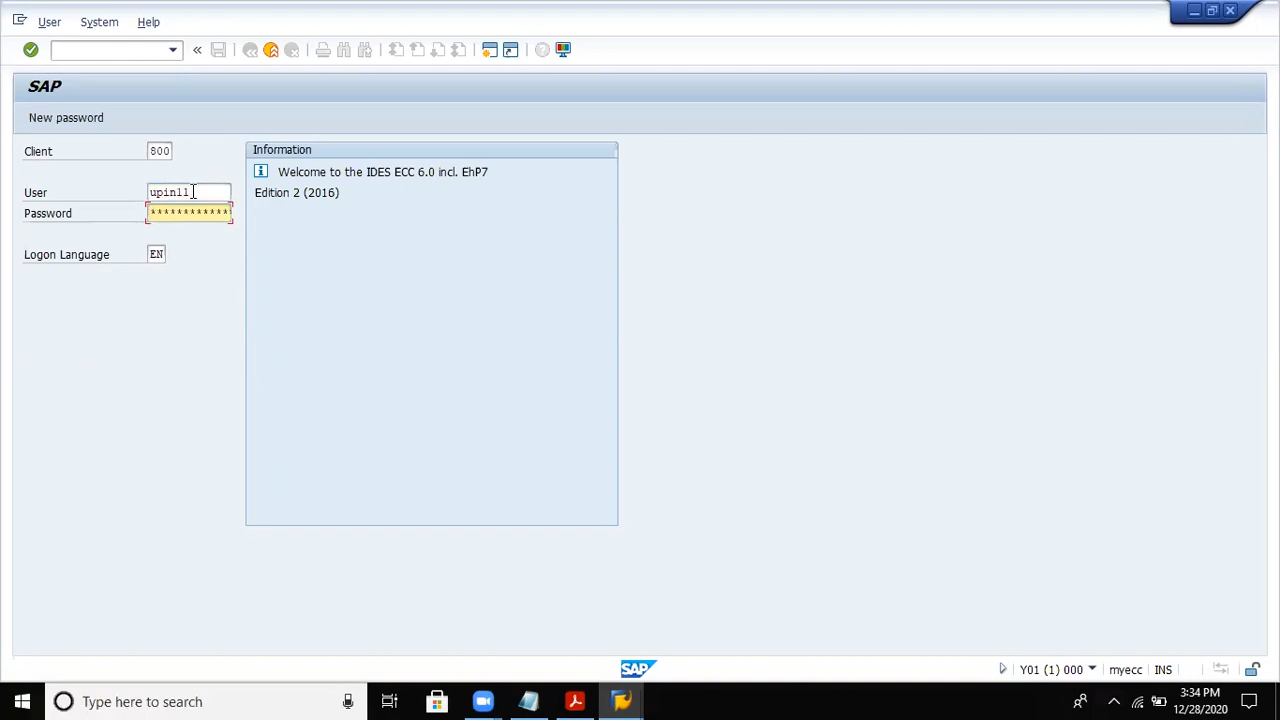 User System Help
SAP
New password
Client 800
Information
Welcome to the IDES ECC 6.0 incl. EhP7
Edition 2 (2016)
User upin11
Password ************
Logon Language EN
SAP
Y01 (1) 000 myecc INS
Type here to search
3:34 PM
12/28/2020